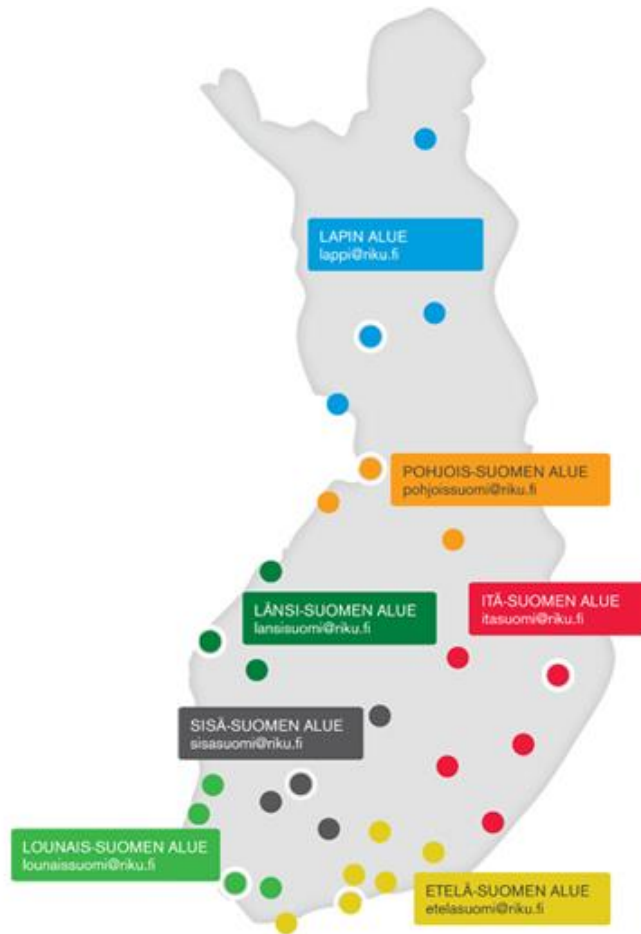 LAPIN ALUE
lappi@riku.fi
POHJOIS-SUOMEN ALUE
pohjoissuomi@riku.fi
ITÄ-SUOMEN ALUE
itasuomi@riku.fi
LÄNSI-SUOMEN ALUE
lansisuomi@riku.fi
SISÄ-SUOMEN ALUE
sisasuomi@riku.fi
LOUNAIS-SUOMEN ALUE
lounaissuomi@riku.fi
ETELÄ-SUOMEN ALUE
etelasuomi@riku.fi